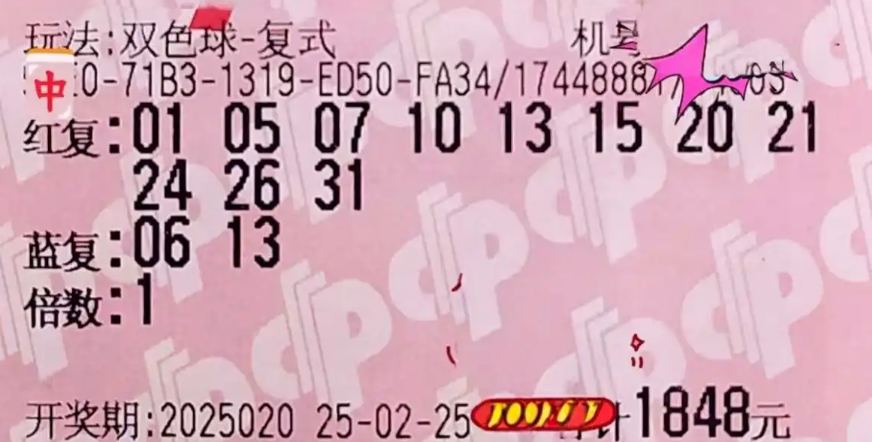 玩法:双色球-复式 机号
中
0-71B3-1319-ED50-FA34/1744888
红复:01 05 07 10 13 15 20 21
24 26 31
蓝复:06 13
倍数:1
开奖期:2025020 25-02-25 计1848元